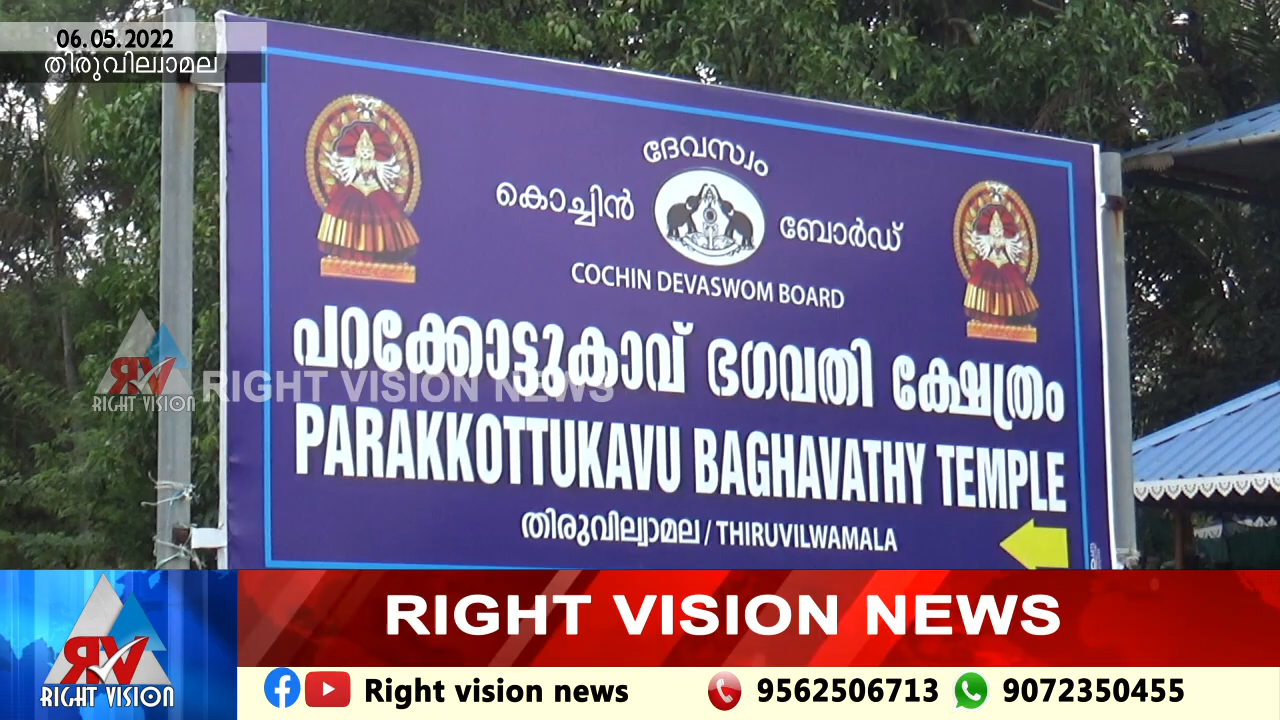 06.05.2022
തിരുവില്വാമല
ദേവസ്വം
കൊച്ചിൻ
ബോർഡ്
COCHIN DEVASWOM BOARD
പറക്കോട്ടുകാവ് ഭഗവതി ക്ഷേത്രം
RIGHT VISION
RIGHT VISION NEWS
PARAKKOTTUKAVU BAGHAVATHY TEMPLE
തിരുവില്വാമല / THIRUVILWAMALA
RV
RIGHT VISION
RIGHT VISION NEWS
Right vision news 9562506713 9072350455